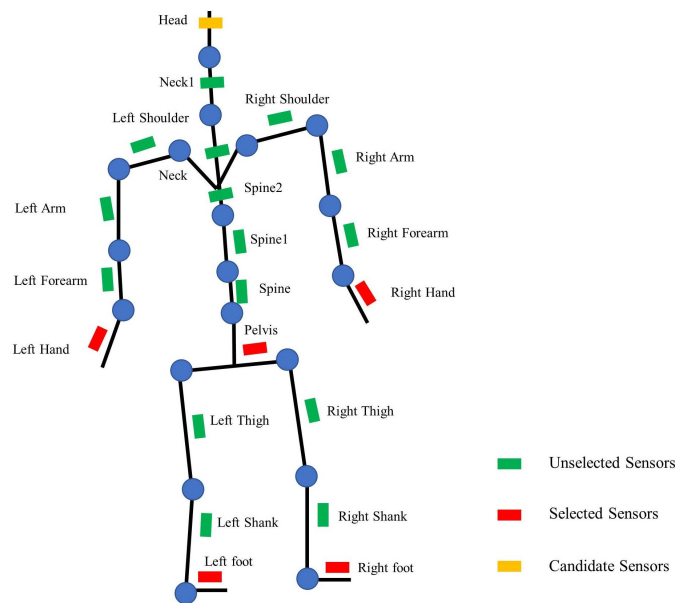 Head
Neck1
Right Shoulder
Left Shoulder
Right Arm
Neck
Spine2
Left Arm
Right Forearm
Spine1
Left Forearm
Spine
Right Hand
Pelvis
Left Hand
Right Thigh
Left Thigh
Unselected Sensors
Right Shank
Left Shank
Selected Sensors
Left foot
Right foot
Candidate Sensors